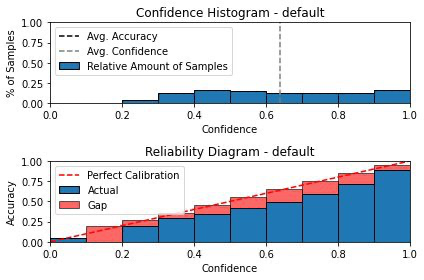 Confidence Histogram - default
1.00
0.75
0.50
0.25
0.00
% of Samples
Avg. Accuracy
Avg. Confidence
Relative Amount of Samples
0.0 0.2 0.4 0.6 0.8 1.0
Confidence
Reliability Diagram - default
1.00
0.75
0.50
0.25
0.00
Accuracy
Perfect Calibration
Actual
Gap
0.0 0.2 0.4 0.6 0.8 1.0
Confidence